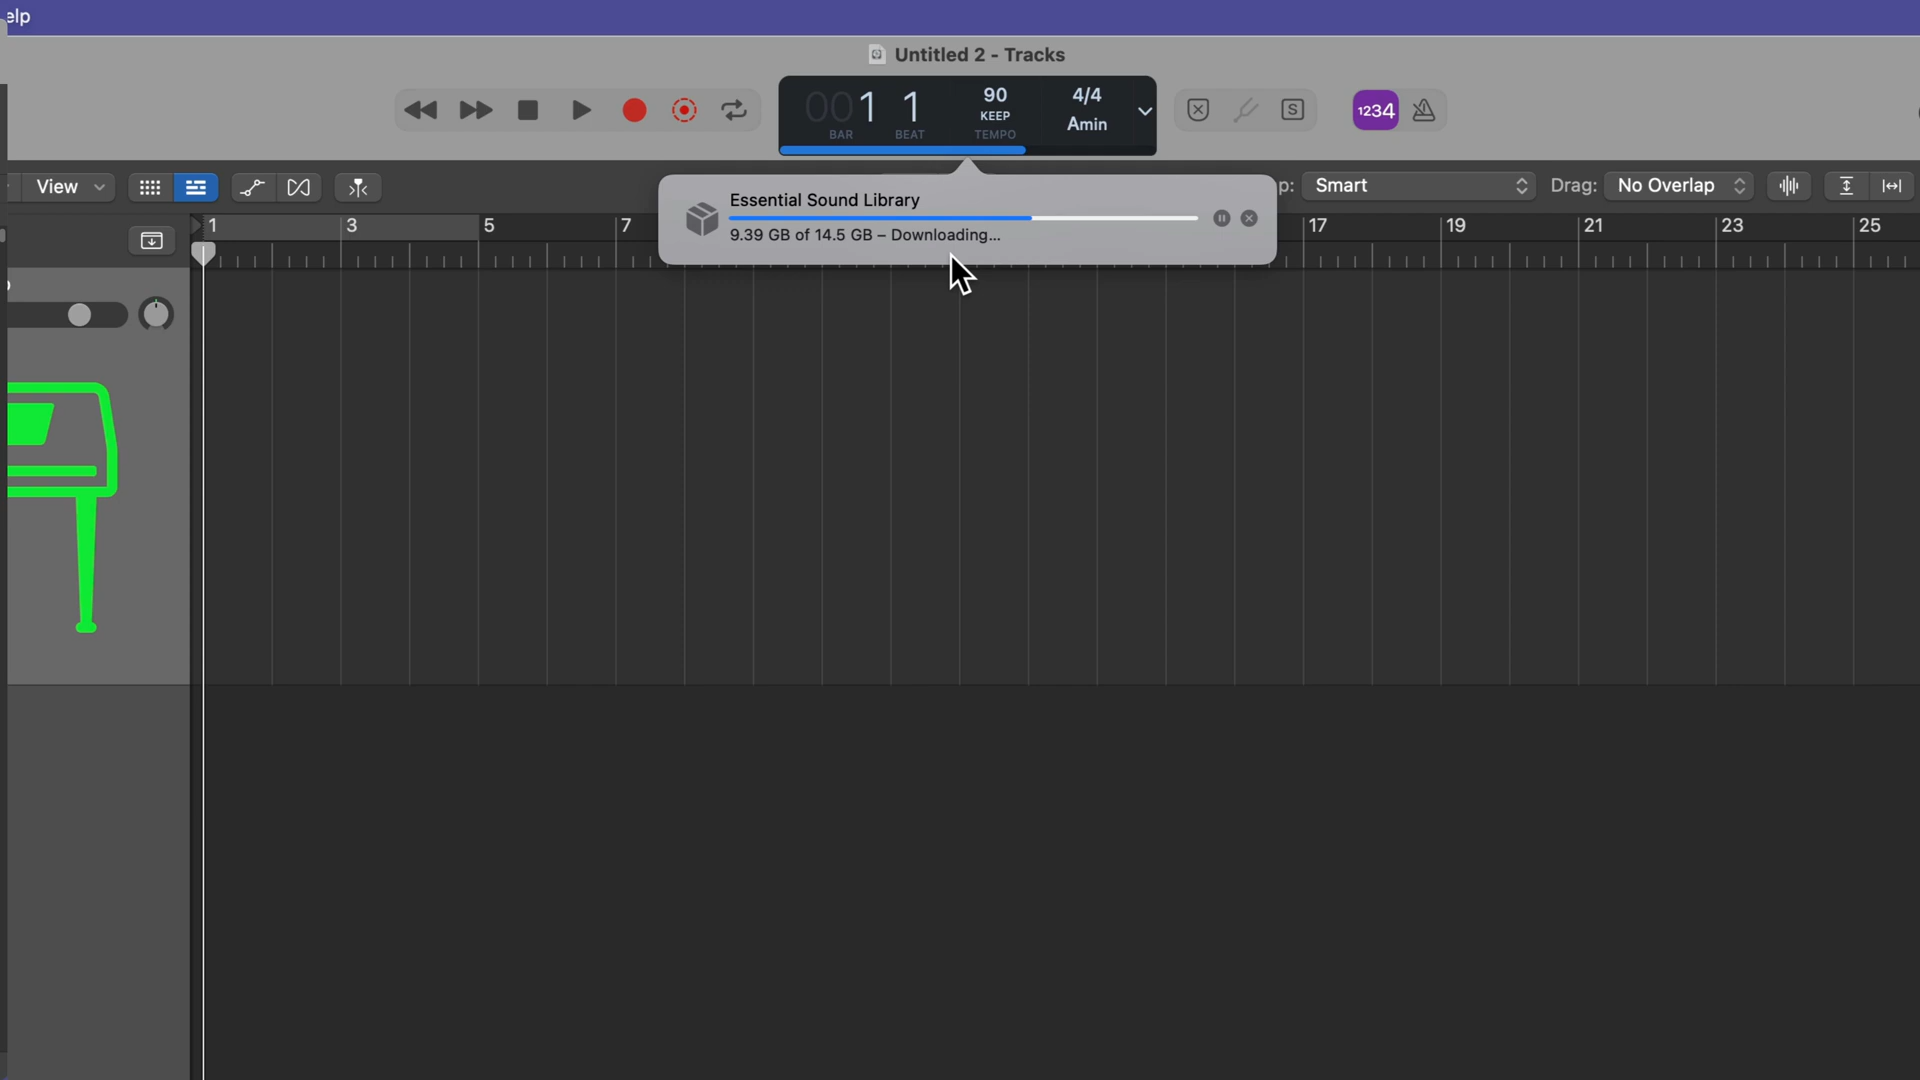 elp
Untitled 2 - Tracks
001 1
BAR BEAT
90
KEEP
TEMPO
4/4
Amin
S
1234
View
p: Smart
Drag: No Overlap
Essential Sound Library
9.39 GB of 14.5 GB – Downloading...
1 3 5 7 17 19 21 23 25